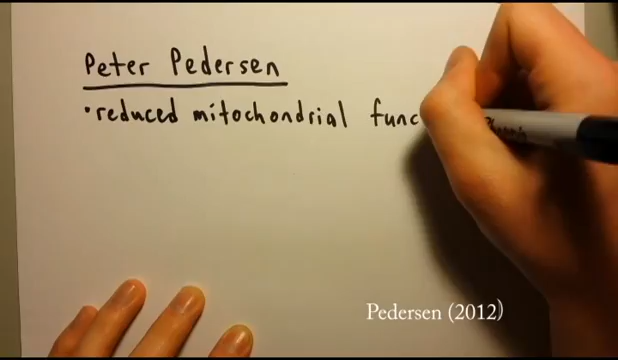 Peter Pedersen
• reduced mitochondrial func
Pedersen (2012)